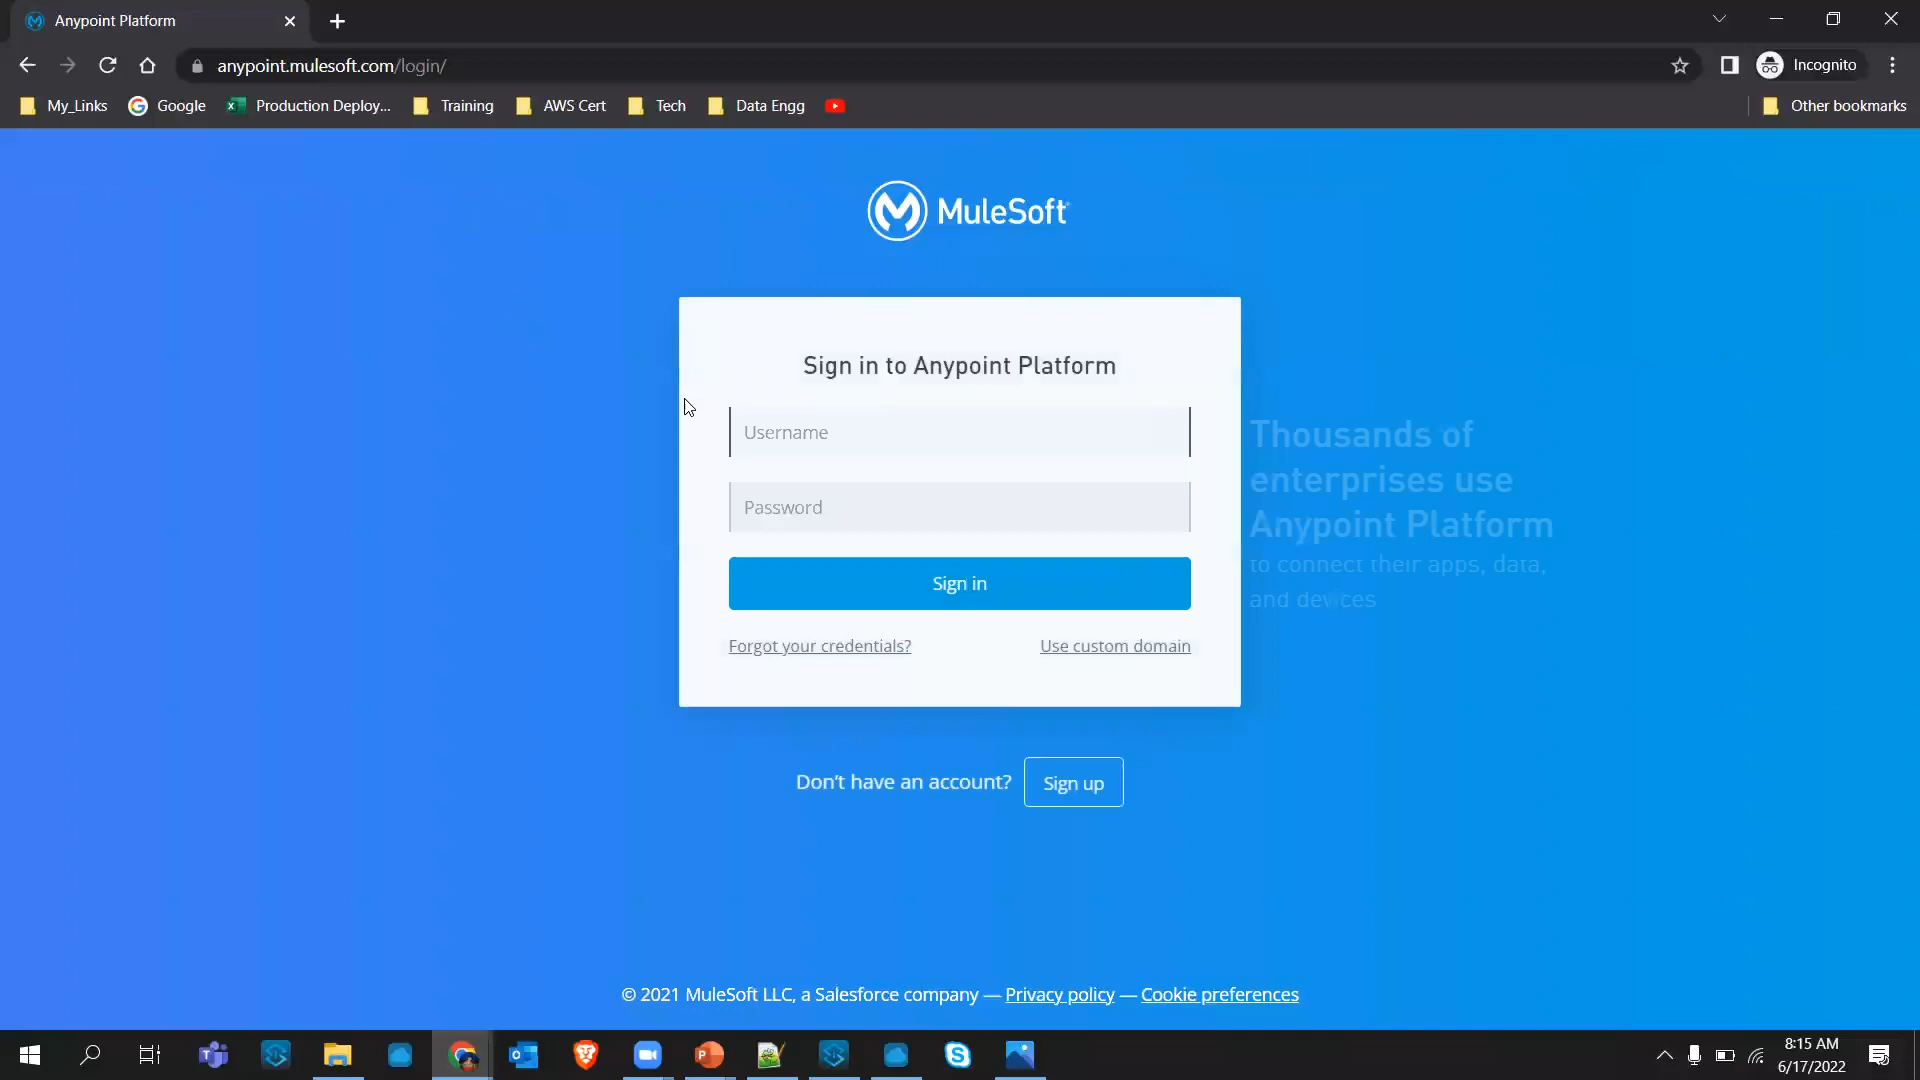 Anypoint Platform
anypoint.mulesoft.com/login/
Incognito
My_Links
Google
Production Deploy...
Training
AWS Cert
Tech
Data Engg
Other bookmarks
MuleSoft
Sign in to Anypoint Platform
Username
Password
Sign in
Forgot your credentials?
Use custom domain
Thousands of
enterprises use
Anypoint Platform
to connect their apps, data,
and devices
Don't have an account?
Sign up
© 2021 MuleSoft LLC, a Salesforce company — Privacy policy — Cookie preferences
8:15 AM
6/17/2022